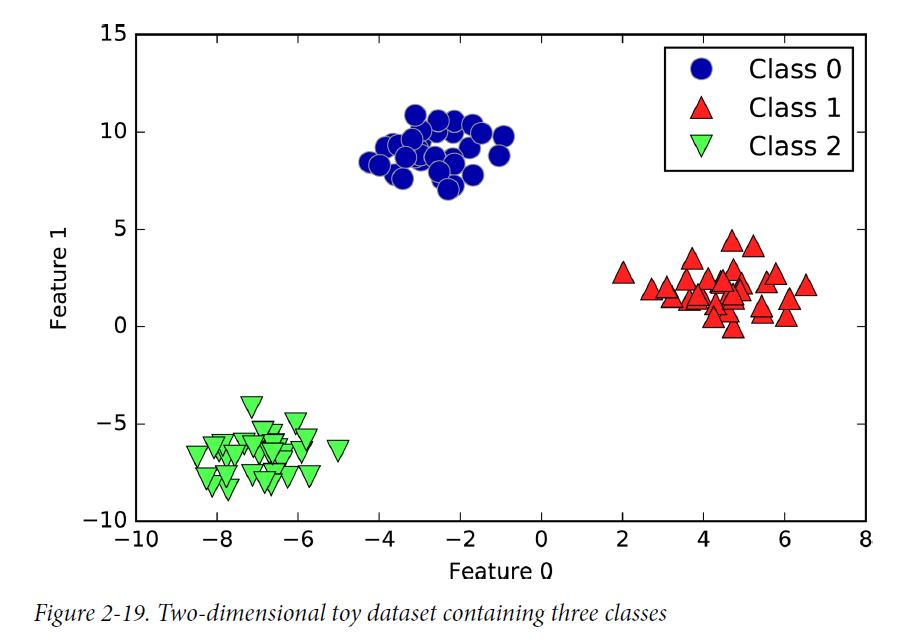 15
Class 0
Class 1
Class 2
10
5
0
−5
−10
Feature 1
−10 −8 −6 −4 −2 0 2 4 6 8
Feature 0
Figure 2-19. Two-dimensional toy dataset containing three classes